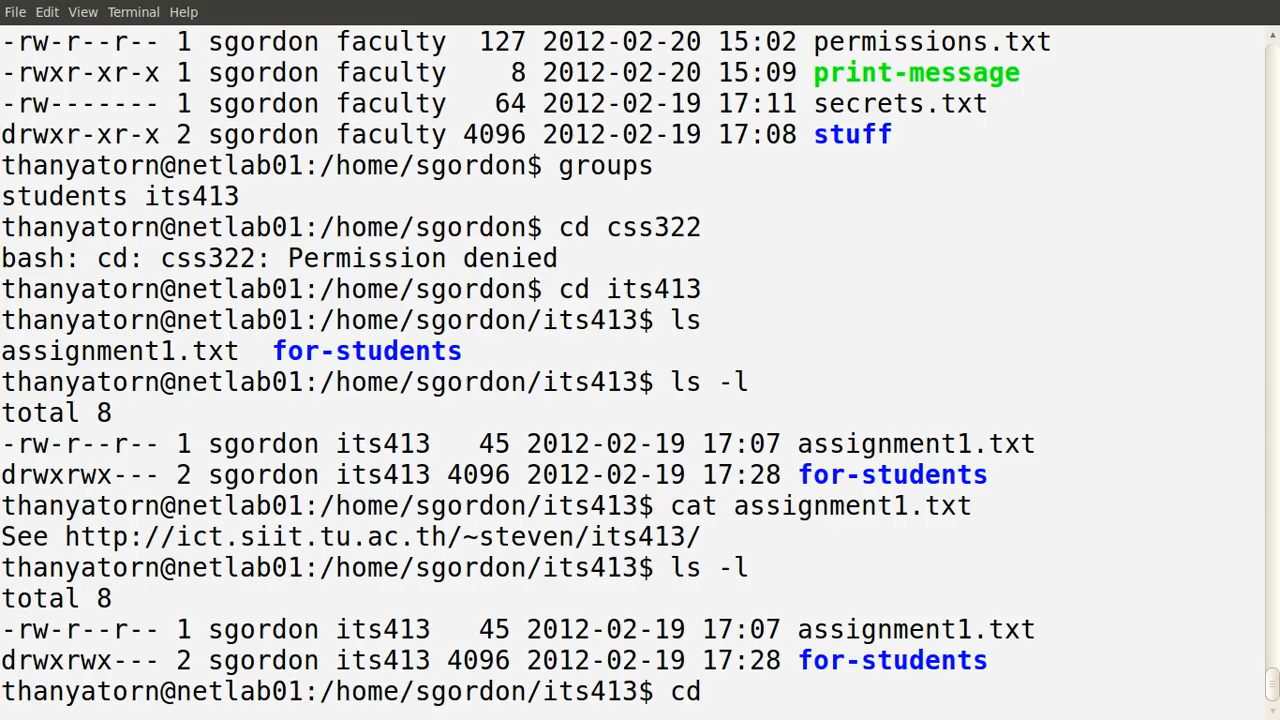 File Edit View Terminal Help
-rw-r--r-- 1 sgordon faculty  127 2012-02-20 15:02 permissions.txt
-rwxr-xr-x 1 sgordon faculty    8 2012-02-20 15:09 print-message
-rw------- 1 sgordon faculty   64 2012-02-19 17:11 secrets.txt
drwxr-xr-x 2 sgordon faculty 4096 2012-02-19 17:08 stuff
thanyatorn@netlab01:/home/sgordon$ groups
students its413
thanyatorn@netlab01:/home/sgordon$ cd css322
bash: cd: css322: Permission denied
thanyatorn@netlab01:/home/sgordon$ cd its413
thanyatorn@netlab01:/home/sgordon/its413$ ls
assignment1.txt  for-students
thanyatorn@netlab01:/home/sgordon/its413$ ls -l
total 8
-rw-r--r-- 1 sgordon its413   45 2012-02-19 17:07 assignment1.txt
drwxrwx--- 2 sgordon its413 4096 2012-02-19 17:28 for-students
thanyatorn@netlab01:/home/sgordon/its413$ cat assignment1.txt
See http://ict.siit.tu.ac.th/~steven/its413/
thanyatorn@netlab01:/home/sgordon/its413$ ls -l
total 8
-rw-r--r-- 1 sgordon its413   45 2012-02-19 17:07 assignment1.txt
drwxrwx--- 2 sgordon its413 4096 2012-02-19 17:28 for-students
thanyatorn@netlab01:/home/sgordon/its413$ cd